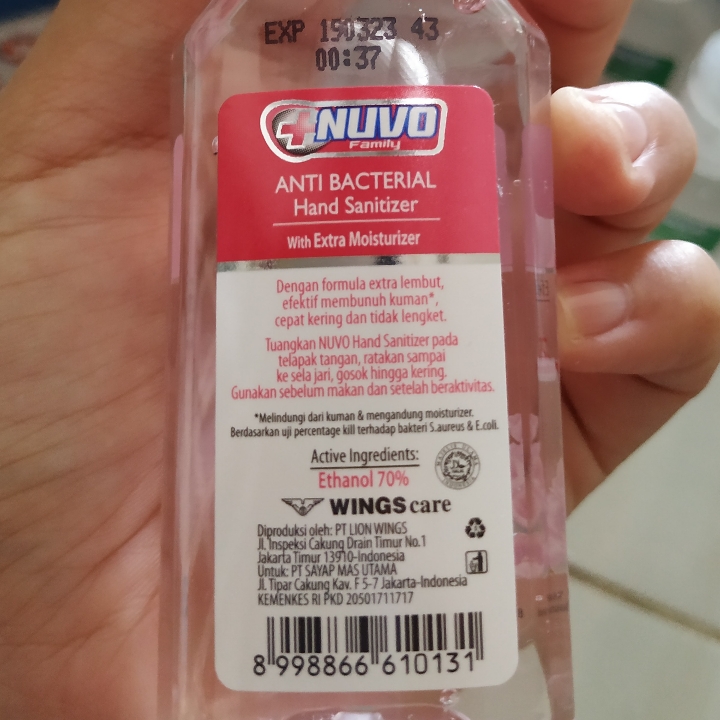 EXP 150323 43
00:37
NUVO
Family
ANTI BACTERIAL
Hand Sanitizer
With Extra Moisturizer
Dengan formula extra lembut,
efektif membunuh kuman*,
cepat kering dan tidak lengket.
Tuangkan NUVO Hand Sanitizer pada
telapak tangan, ratakan sampai
ke sela jari, gosok hingga kering.
Gunakan sebelum makan dan setelah beraktivitas.
*Melindungi dari kuman & mengandung moisturizer.
Berdasarkan uji percentage kill terhadap bakteri S.aureus & E.coli.
Active Ingredients:
Ethanol 70%
WINGS care
Diproduksi oleh: PT LION WINGS
Jl. Inspeksi Cakung Drain Timur No.1
Jakarta Timur 13910-Indonesia
Untuk: PT SAYAP MAS UTAMA
Jl. Tipar Cakung Kav. F 5-7 Jakarta-Indonesia
KEMENKES RI PKD 20501711717
8 998866 610131